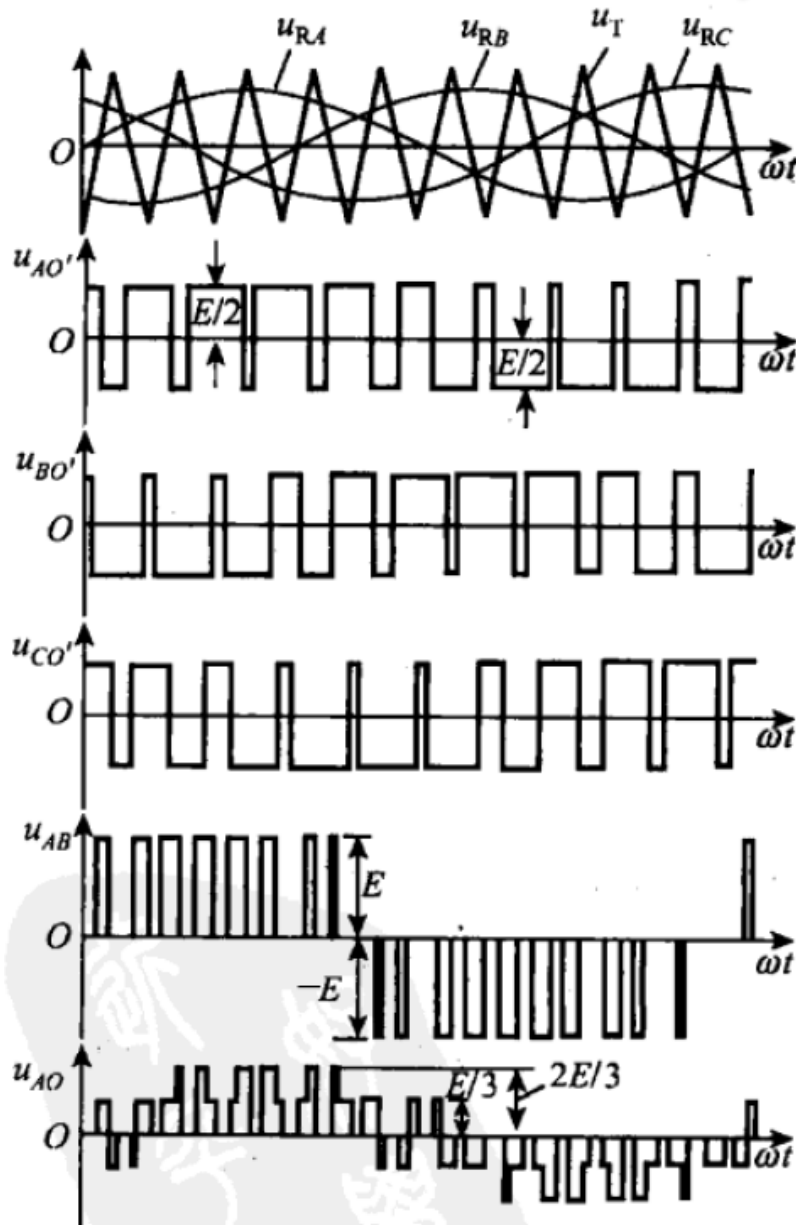 u_RA u_RB u_T u_RC
O ωt
u_AO'
E/2
O ωt
E/2
u_BO'
O ωt
u_CO'
O ωt
u_AB
E
O ωt
−E
u_AO
E/3 2E/3
O ωt